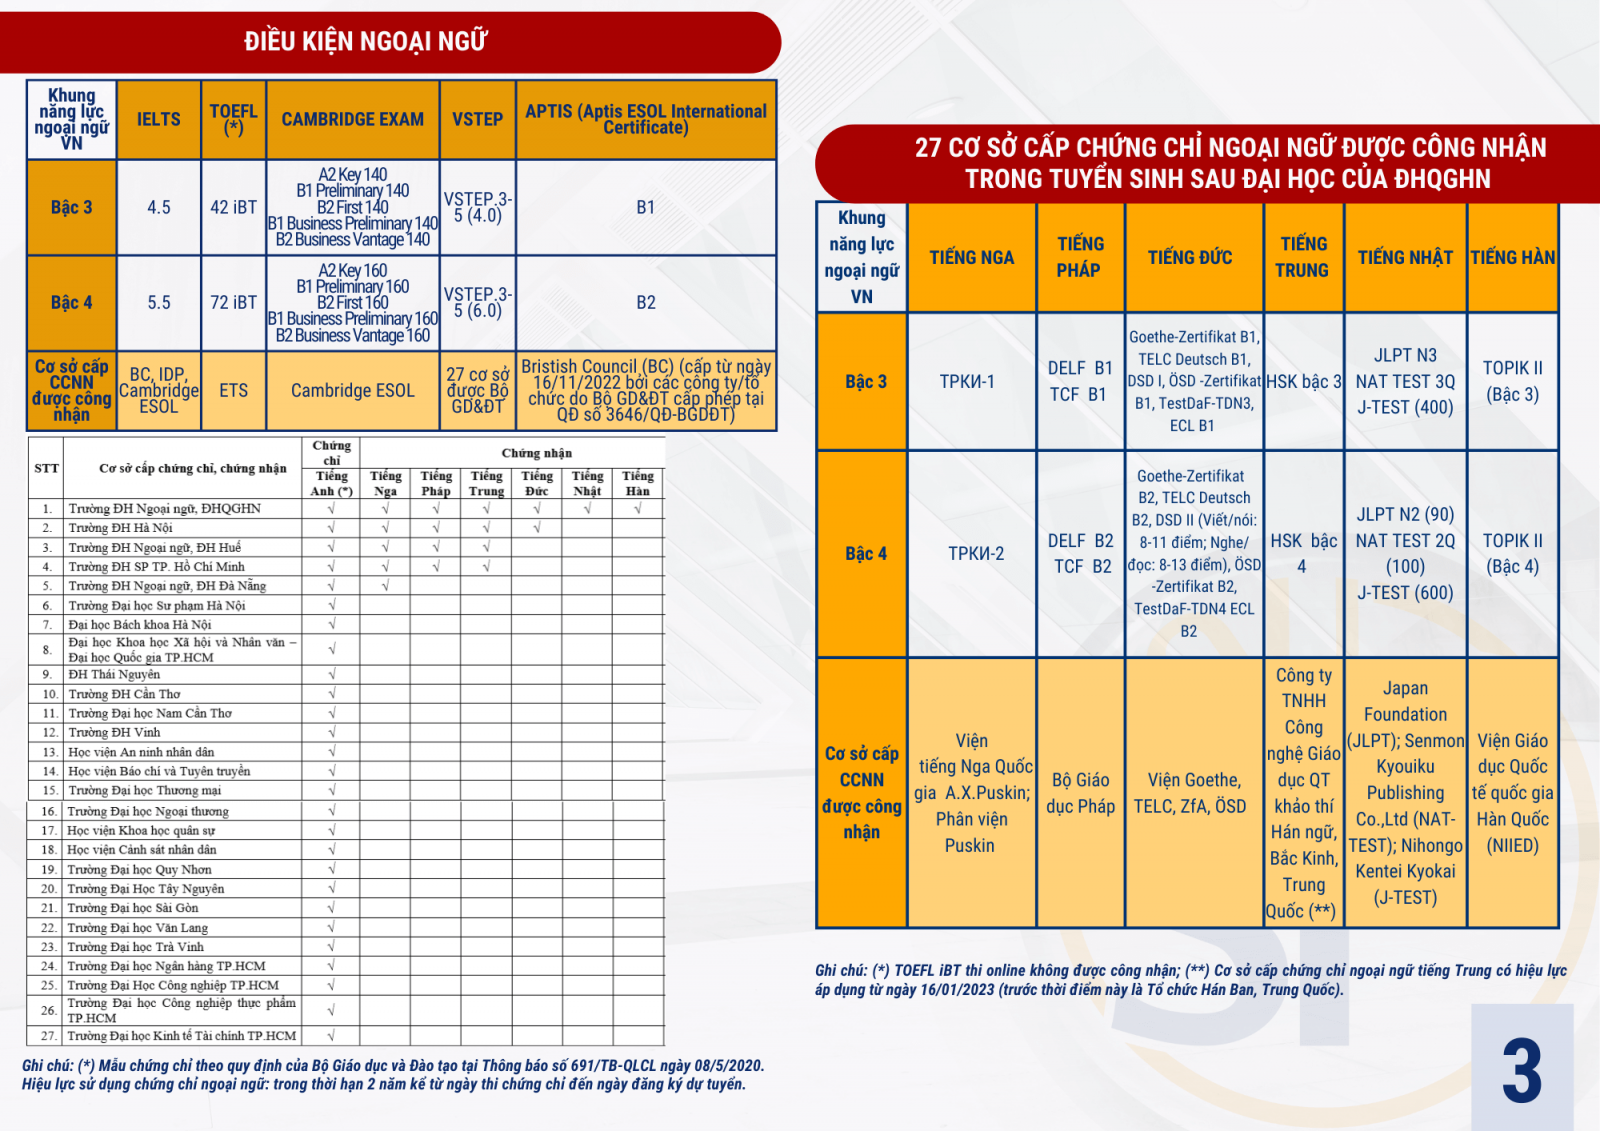 ĐIỀU KIỆN NGOẠI NGỮ
Khung
năng lực
ngoại ngữ
VN
IELTS
TOEFL
(*)
CAMBRIDGE EXAM
VSTEP
APTIS (Aptis ESOL International
Certificate)
Bậc 3
4.5
42 iBT
A2 Key 140
B1 Preliminary 140
B2 First 140
B1 Business Preliminary 140
B2 Business Vantage 140
VSTEP.3-
5 (4.0)
B1
Bậc 4
5.5
72 iBT
A2 Key 160
B1 Preliminary 160
B2 First 160
B1 Business Preliminary 160
B2 Business Vantage 160
VSTEP.3-
5 (6.0)
B2
Cơ sở cấp
CCNN
được công
nhận
BC, IDP,
Cambridge
ESOL
ETS
Cambridge ESOL
27 cơ sở
được Bộ
GD&ĐT
Bristish Council (BC) (cấp từ ngày
16/11/2022 bởi các công ty/tổ
chức do Bộ GD&ĐT cấp phép tại
QĐ số 3646/QĐ-BGDĐT)
STT
Cơ sở cấp chứng chỉ, chứng nhận
Chứng
chỉ
Chứng nhận
Tiếng
Anh (*)
Tiếng
Nga
Tiếng
Pháp
Tiếng
Trung
Tiếng
Đức
Tiếng
Nhật
Tiếng
Hàn
1. Trường ĐH Ngoại ngữ, ĐHQGHN √ √ √ √ √ √ √
2. Trường ĐH Hà Nội √ √ √ √ √
3. Trường ĐH Ngoại ngữ, ĐH Huế √ √ √ √
4. Trường ĐH SP TP. Hồ Chí Minh √ √ √ √
5. Trường ĐH Ngoại ngữ, ĐH Đà Nẵng √ √
6. Trường Đại học Sư phạm Hà Nội √
7. Đại học Bách khoa Hà Nội √
8. Đại học Khoa học Xã hội và Nhân văn –
Đại học Quốc gia TP.HCM √
9. ĐH Thái Nguyên √
10. Trường ĐH Cần Thơ √
11. Trường Đại học Nam Cần Thơ √
12. Trường ĐH Vinh √
13. Học viện An ninh nhân dân √
14. Học viện Báo chí và Tuyên truyền √
15. Trường Đại học Thương mại √
16. Trường Đại học Ngoại thương √
17. Học viện Khoa học quân sự √
18. Học viện Cảnh sát nhân dân √
19. Trường Đại học Quy Nhơn √
20. Trường Đại Học Tây Nguyên √
21. Trường Đại học Sài Gòn √
22. Trường Đại học Văn Lang √
23. Trường Đại học Trà Vinh √
24. Trường Đại học Ngân hàng TP.HCM √
25. Trường Đại Học Công nghiệp TP.HCM √
26. Trường Đại học Công nghiệp thực phẩm
TP.HCM √
27. Trường Đại học Kinh tế Tài chính TP.HCM √
Ghi chú: (*) Mẫu chứng chỉ theo quy định của Bộ Giáo dục và Đào tạo tại Thông báo số 691/TB-QLCL ngày 08/5/2020.
Hiệu lực sử dụng chứng chỉ ngoại ngữ: trong thời hạn 2 năm kể từ ngày thi chứng chỉ đến ngày đăng ký dự tuyển.
27 CƠ SỞ CẤP CHỨNG CHỈ NGOẠI NGỮ ĐƯỢC CÔNG NHẬN
TRONG TUYỂN SINH SAU ĐẠI HỌC CỦA ĐHQGHN
Khung
năng lực
ngoại ngữ
VN
TIẾNG NGA
TIẾNG
PHÁP
TIẾNG ĐỨC
TIẾNG
TRUNG
TIẾNG NHẬT
TIẾNG HÀN
Bậc 3
ТРКИ-1
DELF B1
TCF B1
Goethe-Zertifikat B1,
TELC Deutsch B1,
DSD I, ÖSD -Zertifikat
B1, TestDaF-TDN3,
ECL B1
HSK bậc 3
JLPT N3
NAT TEST 3Q
J-TEST (400)
TOPIK II
(Bậc 3)
Bậc 4
ТРКИ-2
DELF B2
TCF B2
Goethe-Zertifikat
B2, TELC Deutsch
B2, DSD II (Viết/nói:
8-11 điểm; Nghe/
đọc: 8-13 điểm), ÖSD
-Zertifikat B2,
TestDaF-TDN4 ECL
B2
HSK bậc
4
JLPT N2 (90)
NAT TEST 2Q
(100)
J-TEST (600)
TOPIK II
(Bậc 4)
Cơ sở cấp
CCNN
được công
nhận
Viện
tiếng Nga Quốc
gia A.X.Puskin;
Phân viện
Puskin
Bộ Giáo
dục Pháp
Viện Goethe,
TELC, ZfA, ÖSD
Công ty
TNHH
Công
nghệ Giáo
dục QT
khảo thí
Hán ngữ,
Bắc Kinh,
Trung
Quốc (**)
Japan
Foundation
(JLPT); Senmon
Kyouiku
Publishing
Co.,Ltd (NAT-
TEST); Nihongo
Kentei Kyokai
(J-TEST)
Viện Giáo
dục Quốc
tế quốc gia
Hàn Quốc
(NIIED)
Ghi chú: (*) TOEFL iBT thi online không được công nhận; (**) Cơ sở cấp chứng chỉ ngoại ngữ tiếng Trung có hiệu lực
áp dụng từ ngày 16/01/2023 (trước thời điểm này là Tổ chức Hán Ban, Trung Quốc).
3